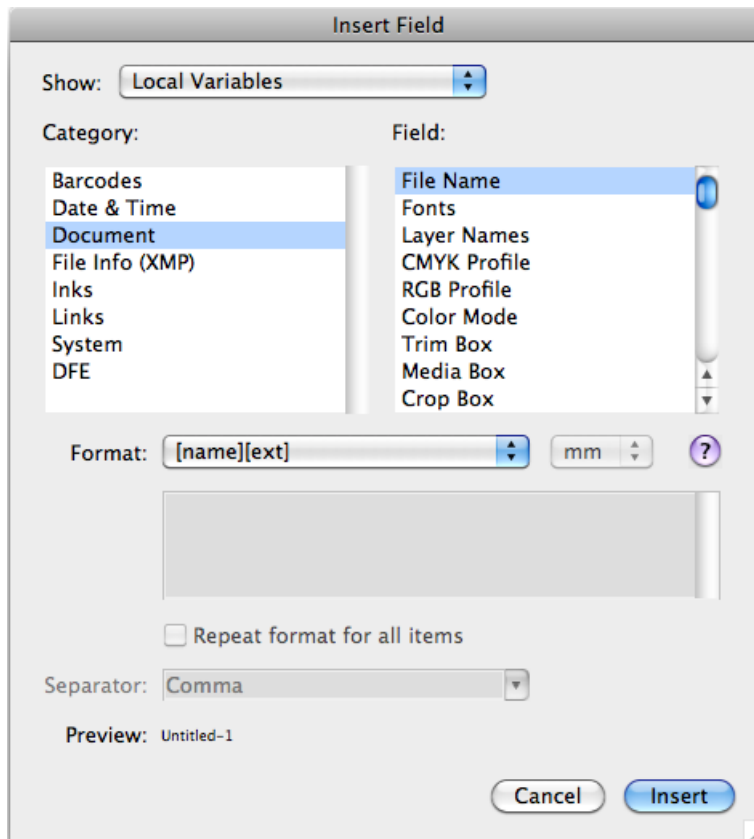 Insert Field
Show: Local Variables
Category: Field:
Barcodes
Date & Time
Document
File Info (XMP)
Inks
Links
System
DFE
File Name
Fonts
Layer Names
CMYK Profile
RGB Profile
Color Mode
Trim Box
Media Box
Crop Box
Format: [name][ext] mm ?
Repeat format for all items
Separator: Comma
Preview: Untitled-1
Cancel Insert